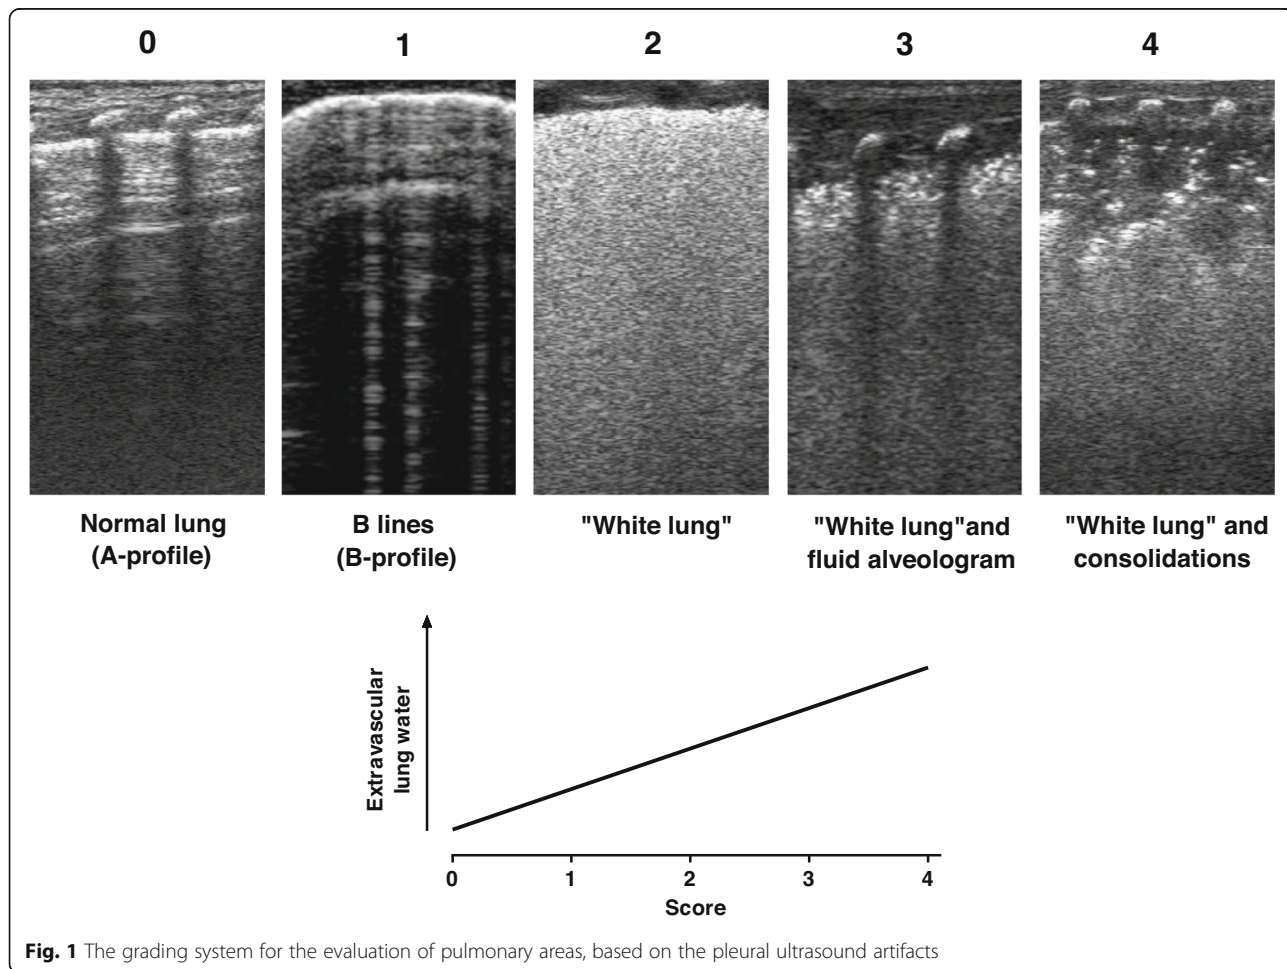 0 1 2 3 4
Normal lung
(A-profile)
B lines
(B-profile)
"White lung"
"White lung"and
fluid alveologram
"White lung" and
consolidations
Extravascular
lung water
0 1 2 3 4
Score
Fig. 1 The grading system for the evaluation of pulmonary areas, based on the pleural ultrasound artifacts